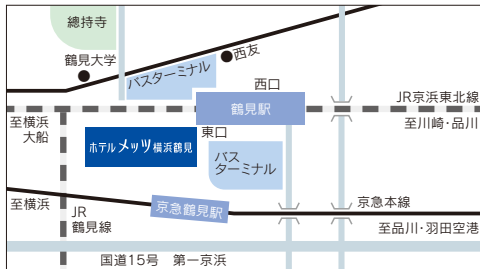 總持寺
鶴見大学
西友
バスターミナル
西口
鶴見駅
JR京浜東北線
至横浜
大船
至川崎・品川
東口
ホテルメッツ横浜鶴見
バス
ターミナル
至横浜
京急鶴見駅
京急本線
JR
鶴見線
至品川・羽田空港
国道15号 第一京浜